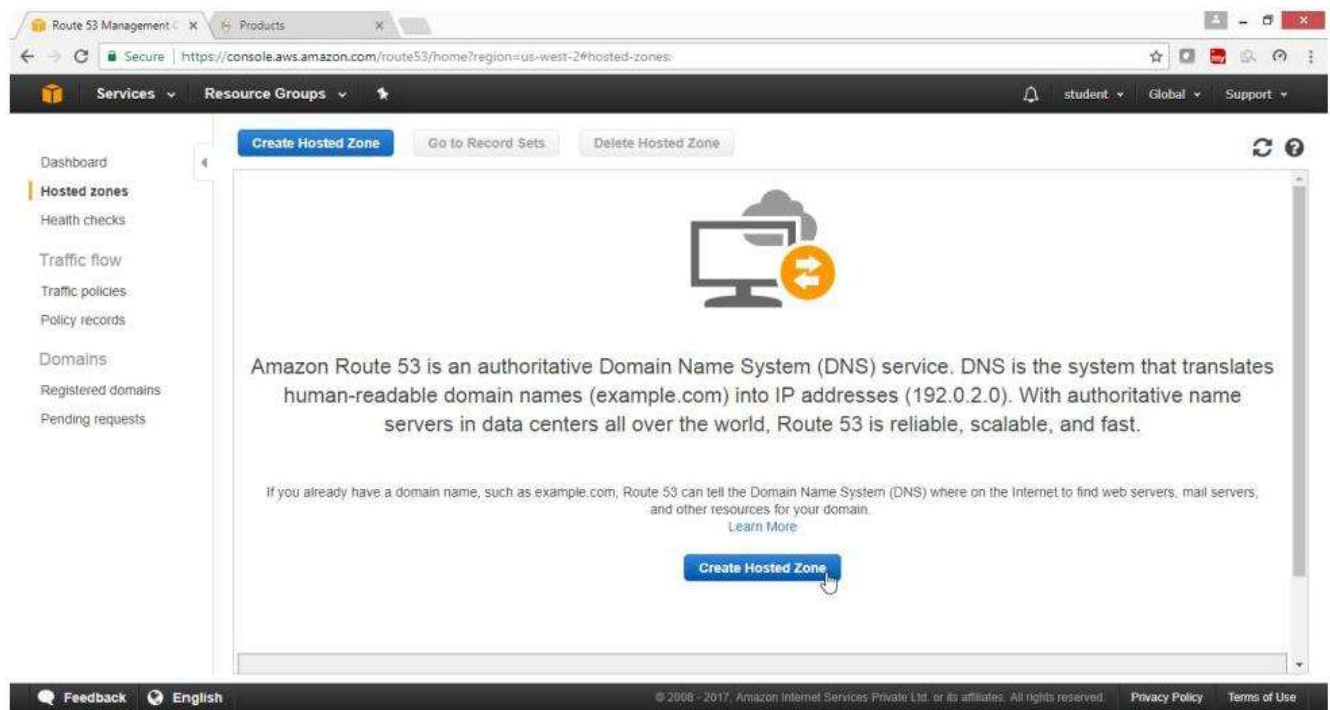 Route 53 Management C
Products
Secure
https://console.aws.amazon.com/route53/home?region=us-west-2#hosted-zones:
my
Services
Resource Groups
student
Global
Support
Create Hosted Zone
Go to Record Sets
Delete Hosted Zone
Dashboard
Hosted zones
Health checks
Traffic flow
Traffic policies
Policy records
Domains
Registered domains
Pending requests
Amazon Route 53 is an authoritative Domain Name System (DNS) service. DNS is the system that translates
human-readable domain names (example.com) into IP addresses (192.0.2.0). With authoritative name
servers in data centers all over the world, Route 53 is reliable, scalable, and fast.
If you already have a domain name, such as example.com, Route 53 can tell the Domain Name System (DNS) where on the Internet to find web servers, mail servers,
and other resources for your domain.
Learn More
Create Hosted Zone
Feedback
English
© 2008 - 2017, Amazon Internet Services Private Ltd. or its affiliates. All rights reserved.
Privacy Policy
Terms of Use